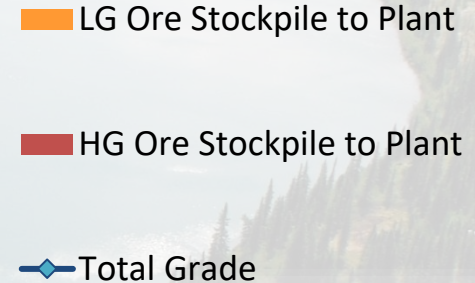 LG Ore Stockpile to Plant
HG Ore Stockpile to Plant
Total Grade